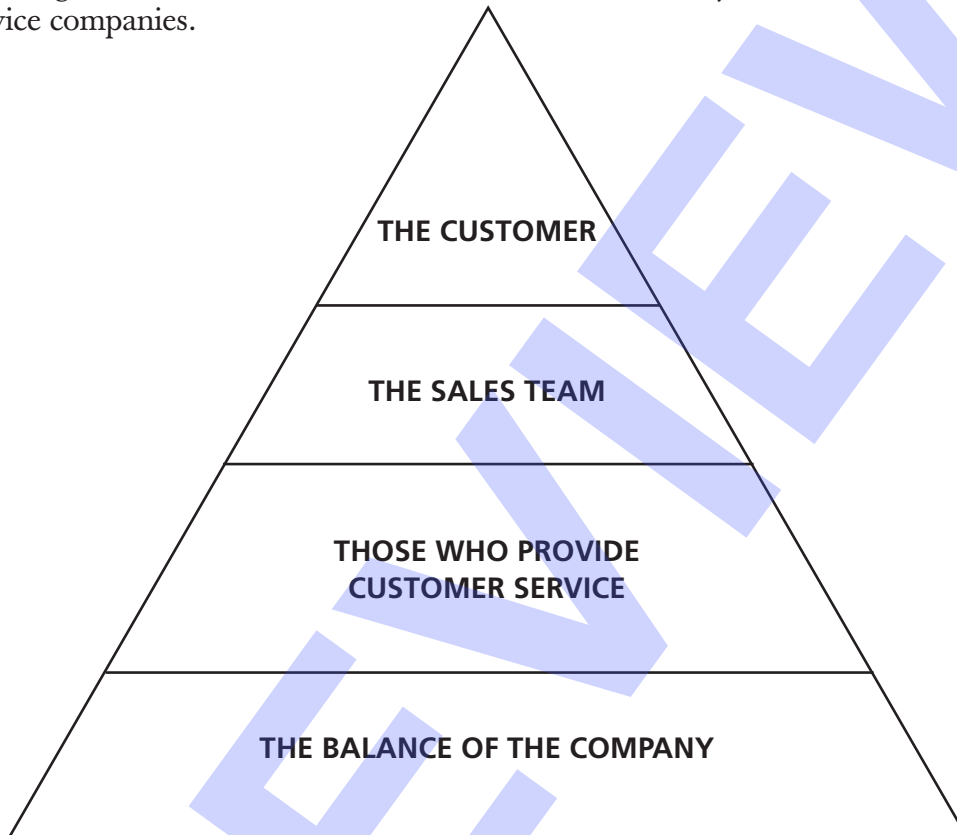 vice companies.
THE CUSTOMER
THE SALES TEAM
THOSE WHO PROVIDE
CUSTOMER SERVICE
THE BALANCE OF THE COMPANY